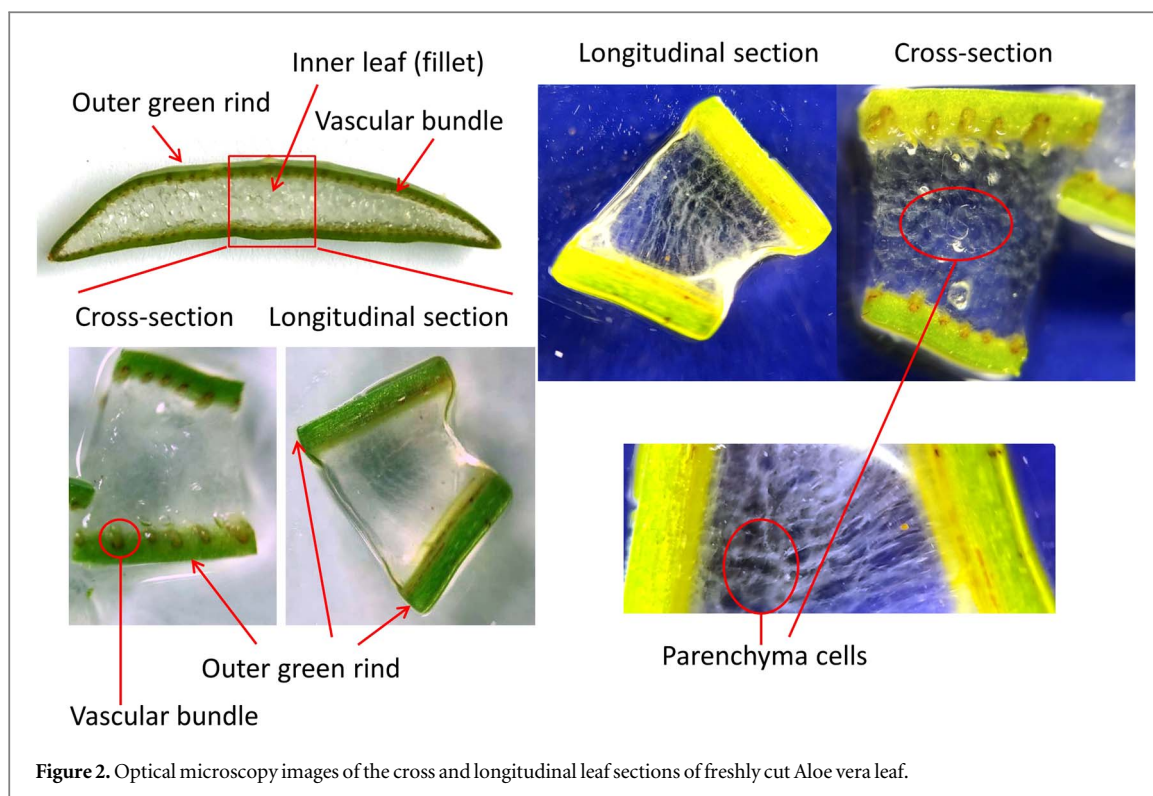 Inner leaf (fillet)
Outer green rind
Vascular bundle
Cross-section
Longitudinal section
Outer green rind
Vascular bundle
Longitudinal section
Cross-section
Parenchyma cells
Figure 2. Optical microscopy images of the cross and longitudinal leaf sections of freshly cut Aloe vera leaf.